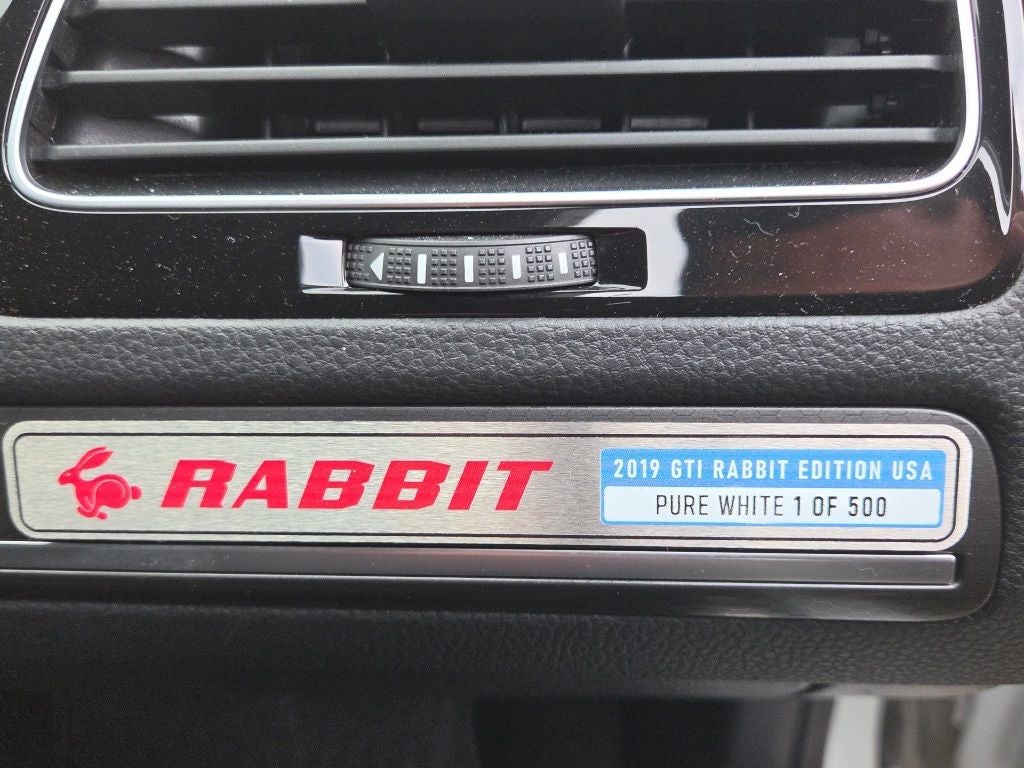 RABBIT
2019 GTI RABBIT EDITION USA
PURE WHITE 1 OF 500